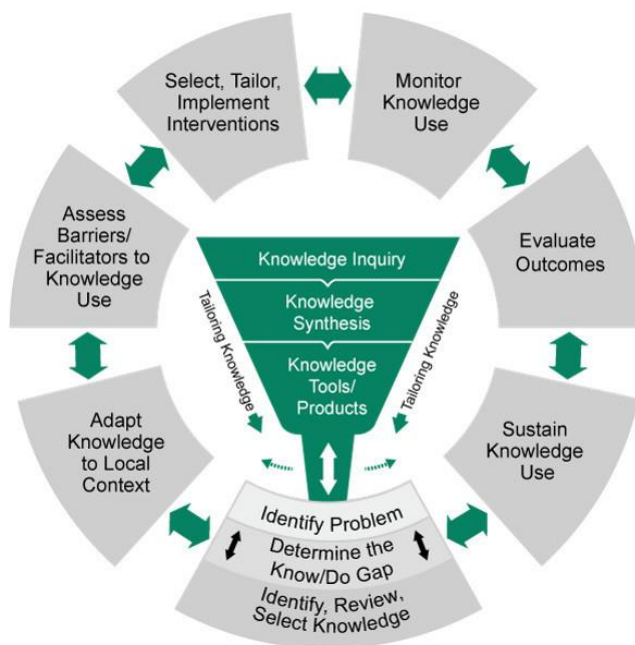 Select, Tailor,
Implement
Interventions
Monitor
Knowledge
Use
Assess
Barriers/
Facilitators to
Knowledge
Use
Evaluate
Outcomes
Knowledge Inquiry
Knowledge
Synthesis
Knowledge
Tools/
Products
Tailoring Knowledge
Tailoring Knowledge
Adapt
Knowledge
to Local
Context
Sustain
Knowledge
Use
Identify Problem
Determine the
Know/Do Gap
Identify, Review,
Select Knowledge